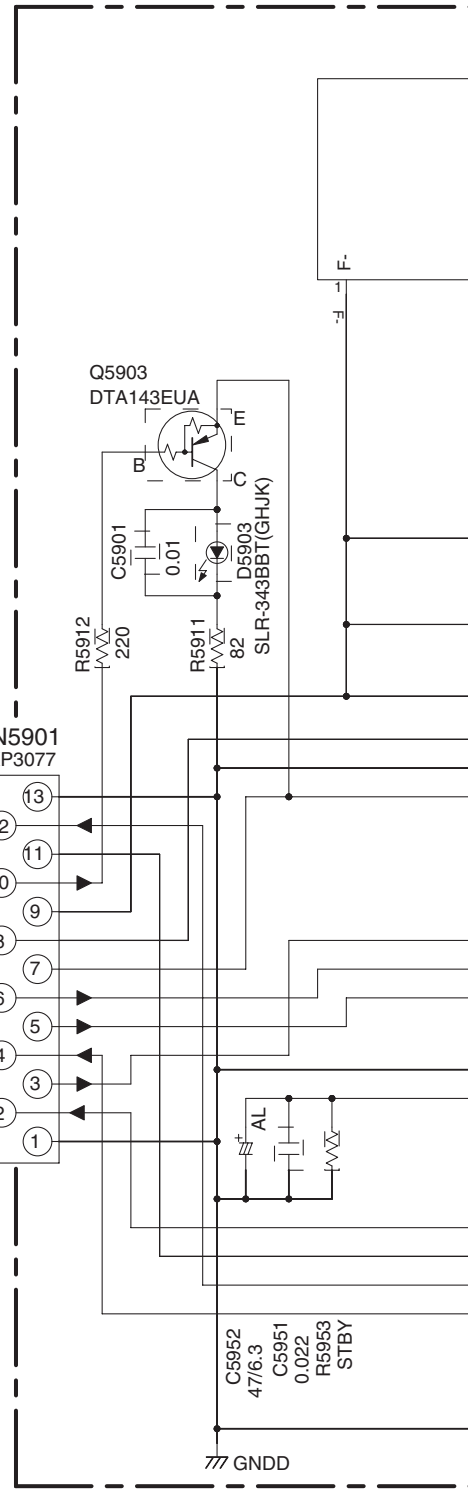 F-
1
F-
Q5903
DTA143EUA
E
B
C
C5901
0.01
D5903
SLR-343BBT(GHJK)
R5912
220
R5911
82
N5901
P3077
13
2
11
0
9
8
7
6
5
4
3
2
1
+
AL
C5952
47/6.3
C5951
0.022
R5953
STBY
GNDD